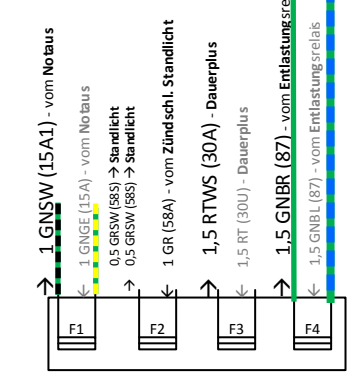 1 GNSW (15A1) - vom Notaus
1 GNGE (15A) - vom Notaus
0,5 GRSW (58S) → Standlicht
0,5 GRSW (58S) → Standlicht
1 GR (58A) - vom Zündschl. Standlicht
1,5 RTWS (30A) - Dauerplus
1,5 RT (30U) - Dauerplus
1,5 GNBR (87) - vom Entlastungsre
1,5 GNBL (87) - vom Entlastungsrelais
F1
F2
F3
F4